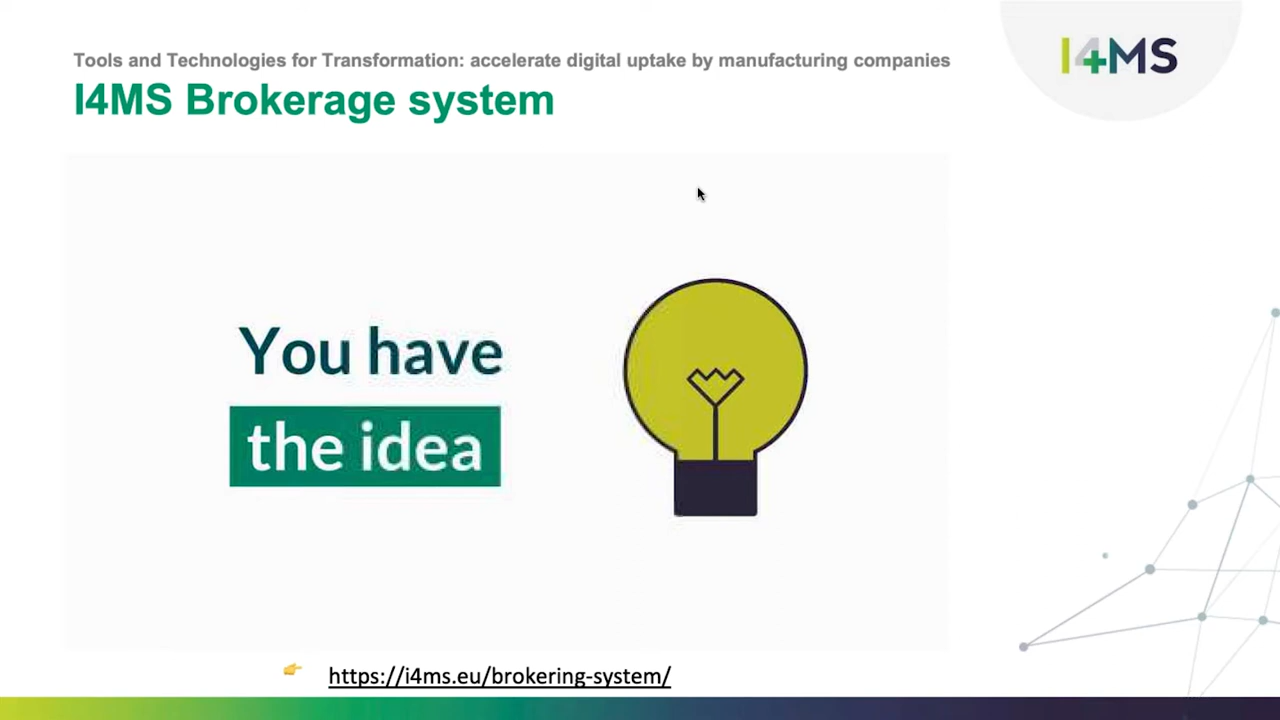 Tools and Technologies for Transformation: accelerate digital uptake by manufacturing companies
I4MS Brokerage system
I4MS
You have
the idea
https://i4ms.eu/brokering-system/